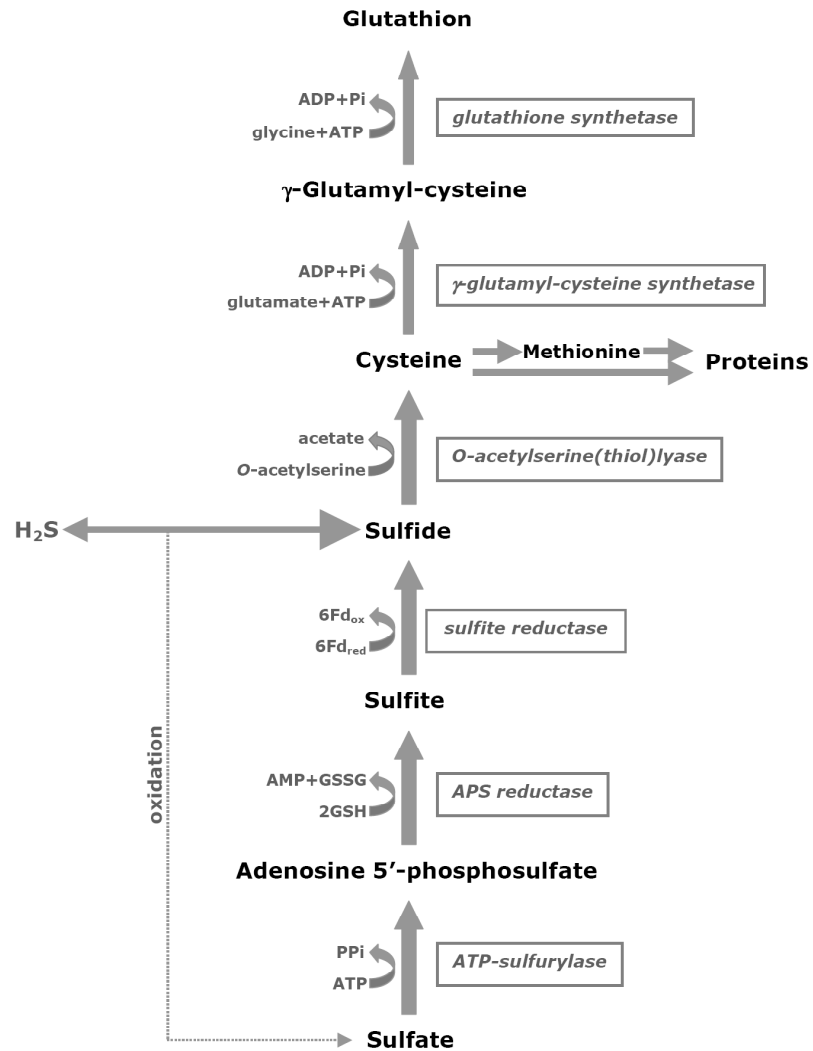 Glutathion
ADP+Pi
glycine+ATP
glutathione synthetase
γ-Glutamyl-cysteine
ADP+Pi
glutamate+ATP
γ-glutamyl-cysteine synthetase
Cysteine
Methionine
Proteins
acetate
O-acetylserine
O-acetylserine(thiol)lyase
H₂S
Sulfide
6Fdox
6Fdred
sulfite reductase
Sulfite
oxidation
AMP+GSSG
2GSH
APS reductase
Adenosine 5’-phosphosulfate
PPi
ATP
ATP-sulfurylase
Sulfate